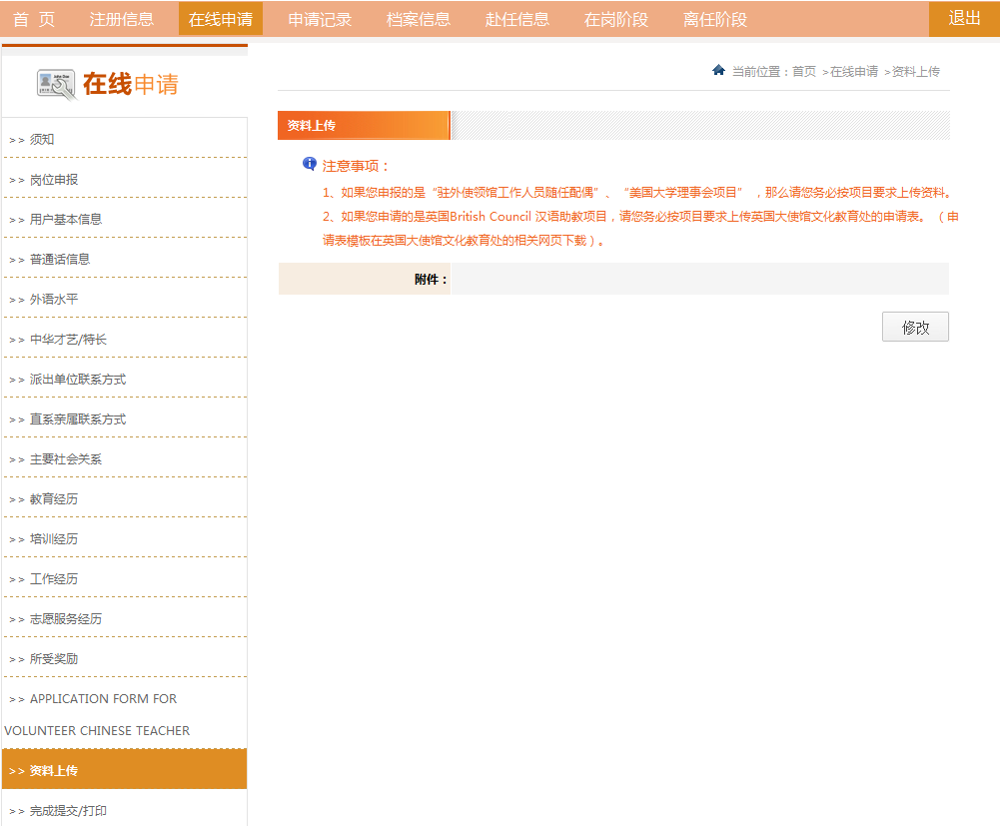 首 页 注册信息 在线申请 申请记录 档案信息 赴任信息 在岗阶段 离任阶段 退出
在线申请
>> 须知
>> 岗位申报
>> 用户基本信息
>> 普通话信息
>> 外语水平
>> 中华才艺/特长
>> 派出单位联系方式
>> 直系亲属联系方式
>> 主要社会关系
>> 教育经历
>> 培训经历
>> 工作经历
>> 志愿服务经历
>> 所受奖励
>> APPLICATION FORM FOR
VOLUNTEER CHINESE TEACHER
>> 资料上传
>> 完成提交/打印
当前位置：首页 >在线申请 >资料上传
资料上传
注意事项：
1、如果您申报的是“驻外使领馆工作人员随任配偶”、“美国大学理事会项目”，那么请您务必按项目要求上传资料。
2、如果您申请的是英国British Council 汉语助教项目，请您务必按项目要求上传英国大使馆文化教育处的申请表。（申
请表模板在英国大使馆文化教育处的相关网页下载）。
附件：
修改